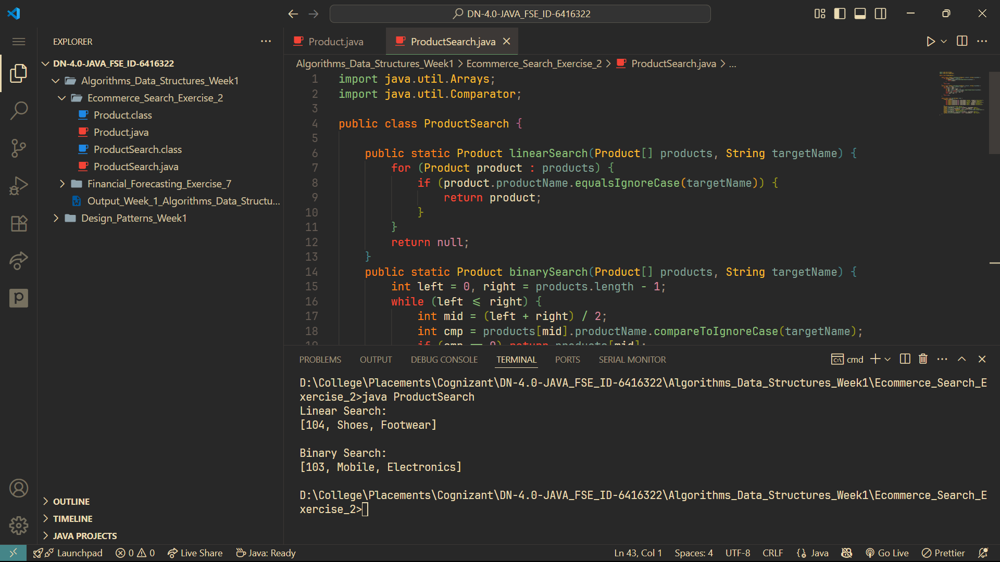 DN-4.0-JAVA_FSE_ID-6416322
EXPLORER
DN-4.0-JAVA_FSE_ID-6416322
Algorithms_Data_Structures_Week1
Ecommerce_Search_Exercise_2
Product.class
Product.java
ProductSearch.class
ProductSearch.java
Financial_Forecasting_Exercise_7
Output_Week_1_Algorithms_Data_Structu...
Design_Patterns_Week1
OUTLINE
TIMELINE
JAVA PROJECTS
Product.java
ProductSearch.java
Algorithms_Data_Structures_Week1 > Ecommerce_Search_Exercise_2 > ProductSearch.java > ...
1 import java.util.Arrays;
2 import java.util.Comparator;
3
4 public class ProductSearch {
5
6 public static Product linearSearch(Product[] products, String targetName) {
7 for (Product product : products) {
8 if (product.productName.equalsIgnoreCase(targetName)) {
9 return product;
10 }
11 }
12 return null;
13 }
14 public static Product binarySearch(Product[] products, String targetName) {
15 int left = 0, right = products.length - 1;
16 while (left <= right) {
17 int mid = (left + right) / 2;
18 int cmp = products[mid].productName.compareToIgnoreCase(targetName);
19 if (cmp == 0) return products[mid];
PROBLEMS OUTPUT DEBUG CONSOLE TERMINAL PORTS SERIAL MONITOR
cmd
D:\College\Placements\Cognizant\DN-4.0-JAVA_FSE_ID-6416322\Algorithms_Data_Structures_Week1\Ecommerce_Search_E
xercise_2>java ProductSearch
Linear Search:
[104, Shoes, Footwear]
Binary Search:
[103, Mobile, Electronics]
D:\College\Placements\Cognizant\DN-4.0-JAVA_FSE_ID-6416322\Algorithms_Data_Structures_Week1\Ecommerce_Search_E
xercise_2>
Launchpad 0 0 Live Share Java: Ready Ln 43, Col 1 Spaces: 4 UTF-8 CRLF Java Go Live Prettier